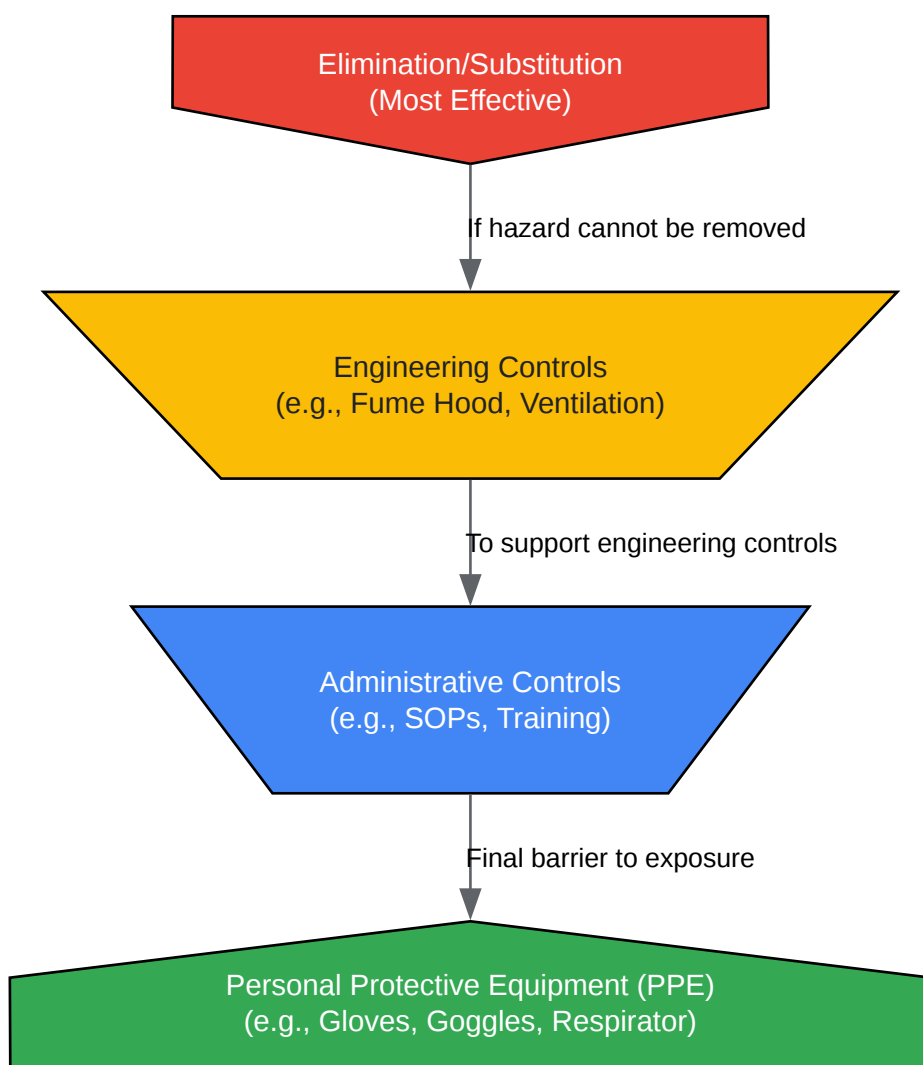 Elimination/Substitution
(Most Effective)
If hazard cannot be removed
Engineering Controls
(e.g., Fume Hood, Ventilation)
To support engineering controls
Administrative Controls
(e.g., SOPs, Training)
Final barrier to exposure
Personal Protective Equipment (PPE)
(e.g., Gloves, Goggles, Respirator)